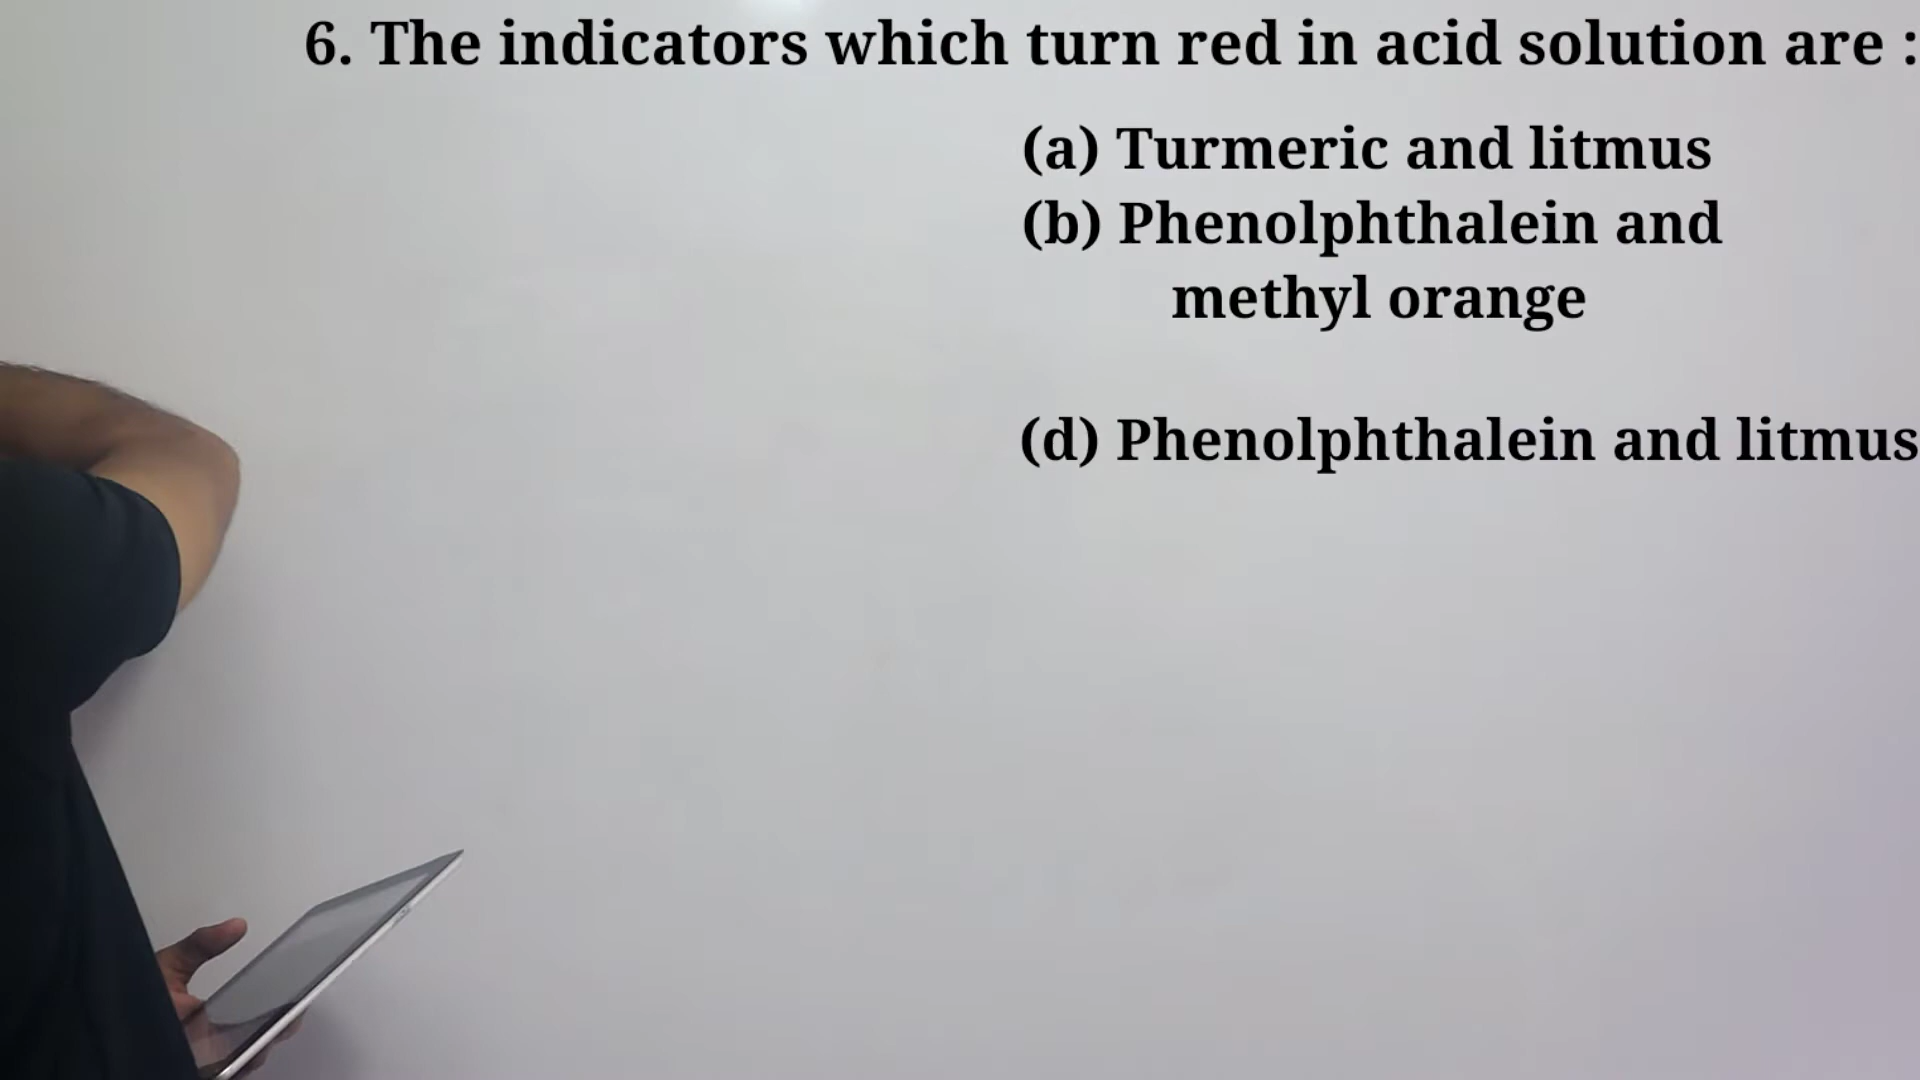 6. The indicators which turn red in acid solution are :
(a) Turmeric and litmus
(b) Phenolphthalein and
methyl orange
(d) Phenolphthalein and litmus